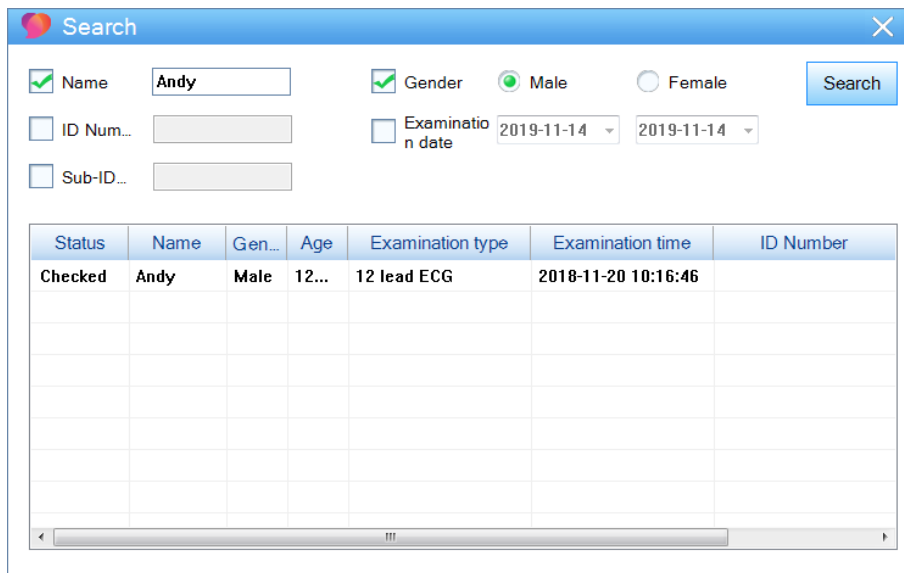 Search
Name Andy Gender Male Female Search
ID Num... Examinatio
n date 2019-11-14 2019-11-14
Sub-ID...
Status Name Gen... Age Examination type Examination time ID Number
Checked Andy Male 12... 12 lead ECG 2018-11-20 10:16:46